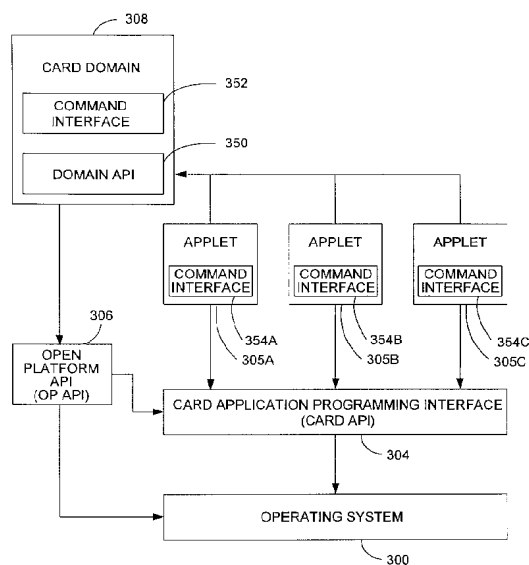 308
CARD DOMAIN
COMMAND
INTERFACE
352
DOMAIN API
350
APPLET
COMMAND
INTERFACE
354A
305A
APPLET
COMMAND
INTERFACE
354B
305B
APPLET
COMMAND
INTERFACE
354C
305C
306
OPEN
PLATFORM
API
(OP API)
CARD APPLICATION PROGRAMMING INTERFACE
(CARD API)
304
OPERATING SYSTEM
300